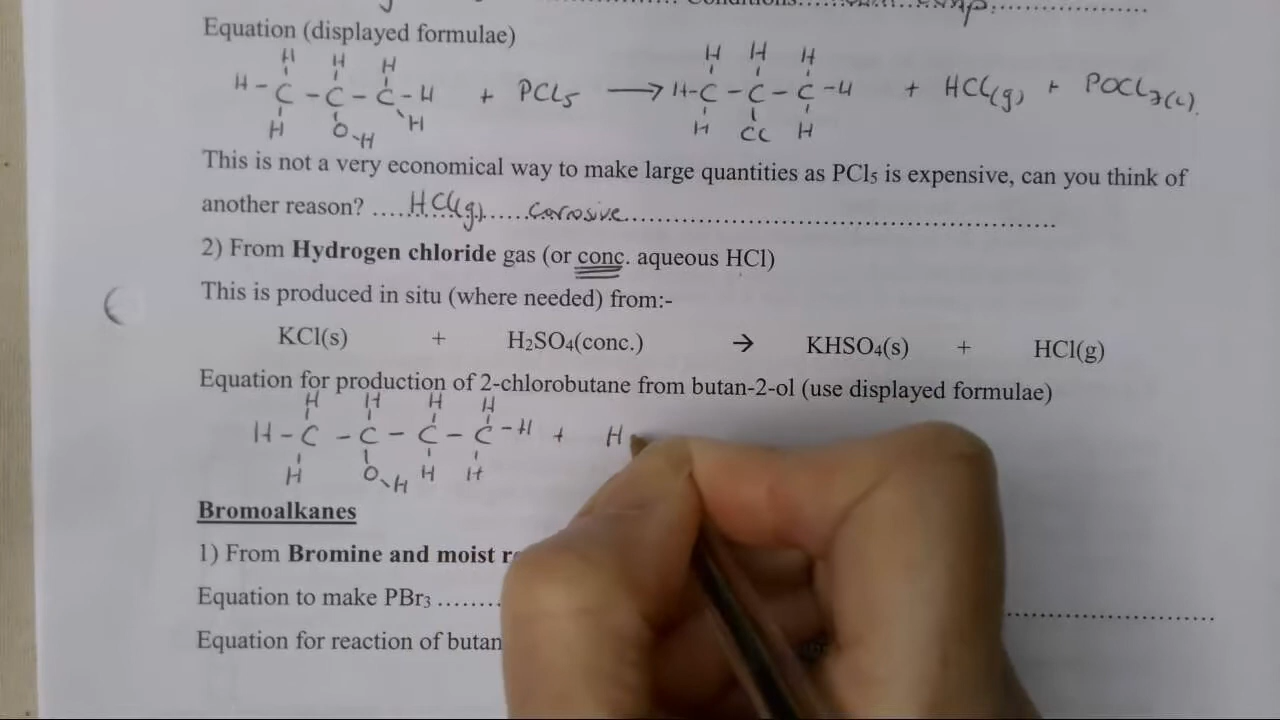 Conditions
Equation (displayed formulae)
H H H H H H
H - C - C - C - H + PCl5 → H - C - C - C - H + HCl(g) + POCl3(l).
H O - H H H Cl H
This is not a very economical way to make large quantities as PCl5 is expensive, can you think of
another reason? ....HCl(g).....corosive..............................
2) From Hydrogen chloride gas (or conc. aqueous HCl)
This is produced in situ (where needed) from:-
KCl(s) + H2SO4(conc.) → KHSO4(s) + HCl(g)
Equation for production of 2-chlorobutane from butan-2-ol (use displayed formulae)
H H H H
H - C - C - C - C - H + H
H O - H H H
Bromoalkanes
1) From Bromine and moist
Equation to make PBr3 ........
Equation for reaction of butan